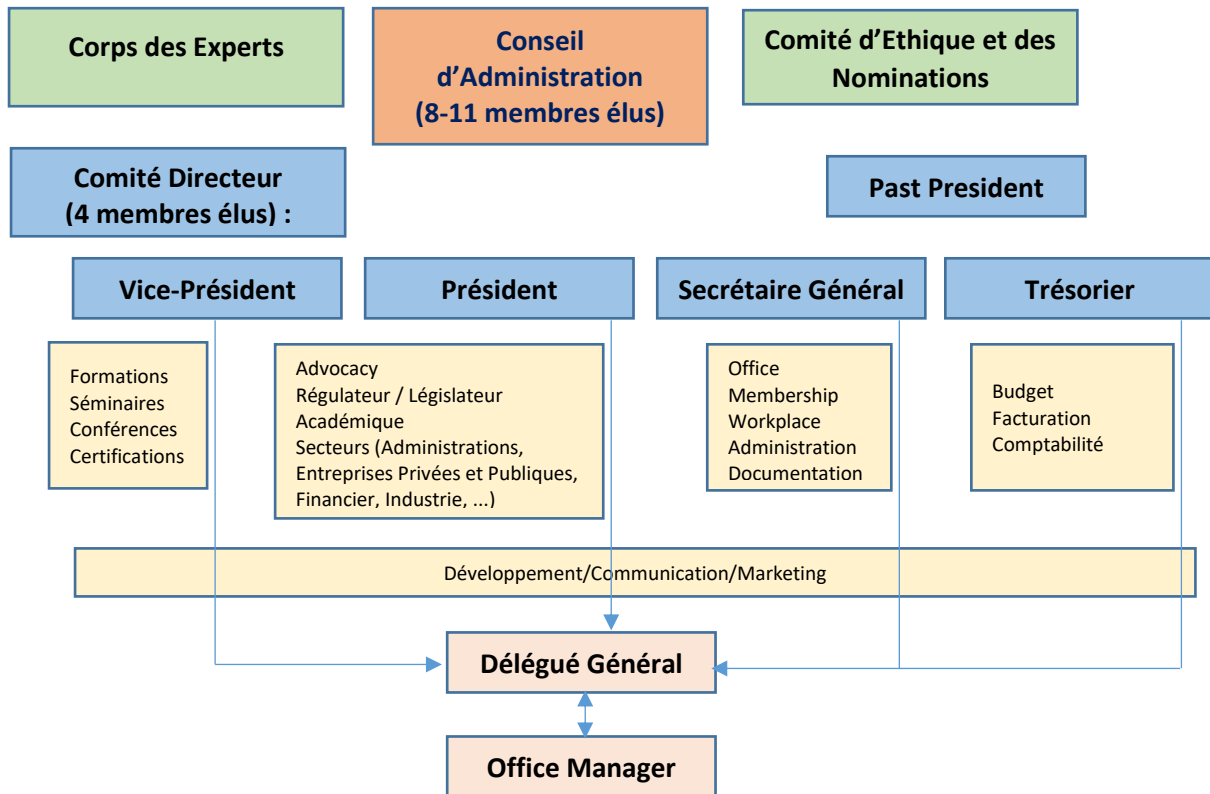 Corps des Experts
Conseil
d'Administration
(8-11 membres élus)
Comité d'Ethique et des
Nominations
Comité Directeur
(4 membres élus) :
Past President
Vice-Président
Président
Secrétaire Général
Trésorier
Formations
Séminaires
Conférences
Certifications
Advocacy
Régulateur / Législateur
Académique
Secteurs (Administrations,
Entreprises Privées et Publiques,
Financier, Industrie, ...)
Office
Membership
Workplace
Administration
Documentation
Budget
Facturation
Comptabilité
Développement/Communication/Marketing
Délégué Général
Office Manager